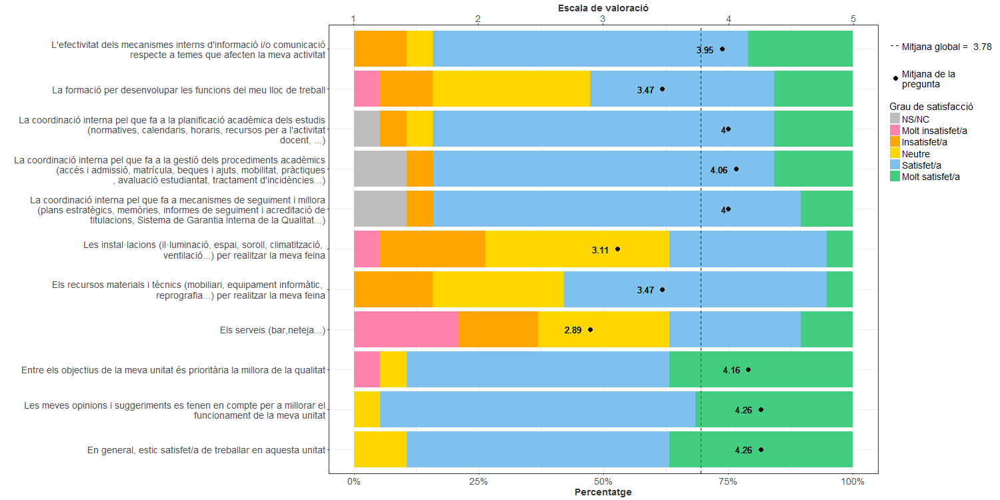 Escala de valoració
1 2 3 4 5
L'efectivitat dels mecanismes interns d'informació i/o comunicació
respecte a temes que afecten la meva activitat
3.95
La formació per desenvolupar les funcions del meu lloc de treball
3.47
La coordinació interna pel que fa a la planificació acadèmica dels estudis
(normatives, calendaris, horaris, recursos per a l'activitat
docent, ...)
4
La coordinació interna pel que fa a la gestió dels procediments acadèmics
(accés i admissió, matrícula, beques i ajuts, mobilitat, pràctiques
, avaluació estudiantat, tractament d'incidències...)
4.06
La coordinació interna pel que fa a mecanismes de seguiment i millora
(plans estratègics, memòries, informes de seguiment i acreditació de
titulacions, Sistema de Garantia Interna de la Qualitat...)
4
Les instal·lacions (il·luminació, espai, soroll, climatització,
ventilació...) per realitzar la meva feina
3.11
Els recursos materials i tècnics (mobiliari, equipament informàtic,
reprografia...) per realitzar la meva feina
3.47
Els serveis (bar,neteja...)
2.89
Entre els objectius de la meva unitat és prioritària la millora de la qualitat
4.16
Les meves opinions i suggeriments es tenen en compte per a millorar el
funcionament de la meva unitat
4.26
En general, estic satisfet/a de treballar en aquesta unitat
4.26
0% 25% 50% 75% 100%
Percentatge
Mitjana global = 3.78
Mitjana de la
pregunta
Grau de satisfacció
NS/NC
Molt insatisfet/a
Insatisfet/a
Neutre
Satisfet/a
Molt satisfet/a